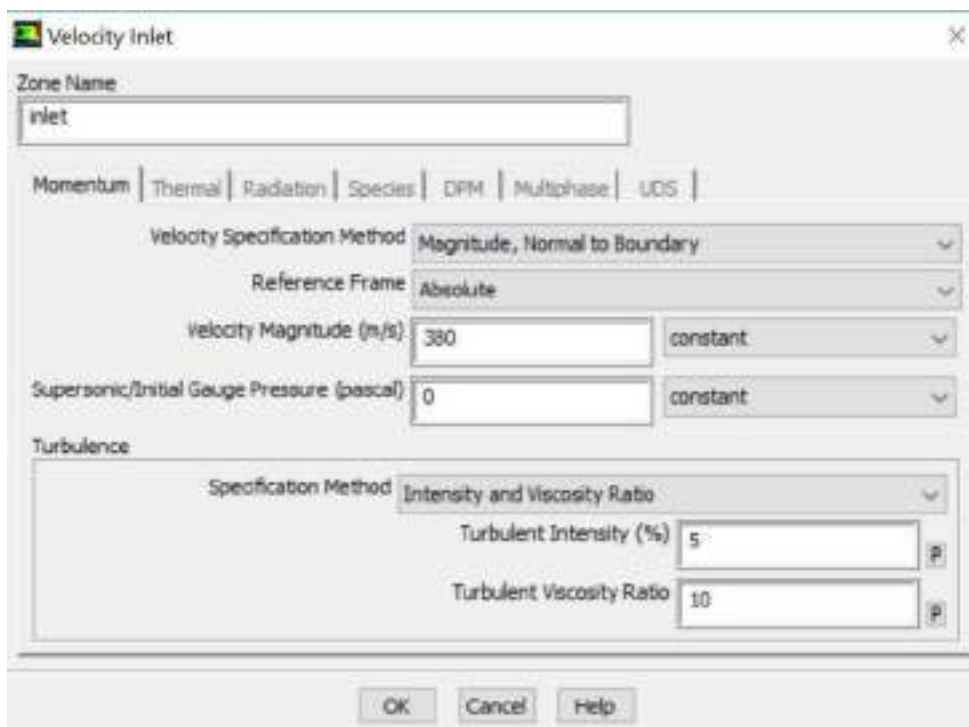 Velocity Inlet
Zone Name
inlet
Momentum Thermal Radiation Species DPM Multiphase UDS
Velocity Specification Method Magnitude, Normal to Boundary
Reference Frame Absolute
Velocity Magnitude (m/s) 380 constant
Supersonic/Initial Gauge Pressure (pascal) 0 constant
Turbulence
Specification Method Intensity and Viscosity Ratio
Turbulent Intensity (%) 5 P
Turbulent Viscosity Ratio 10 P
OK Cancel Help